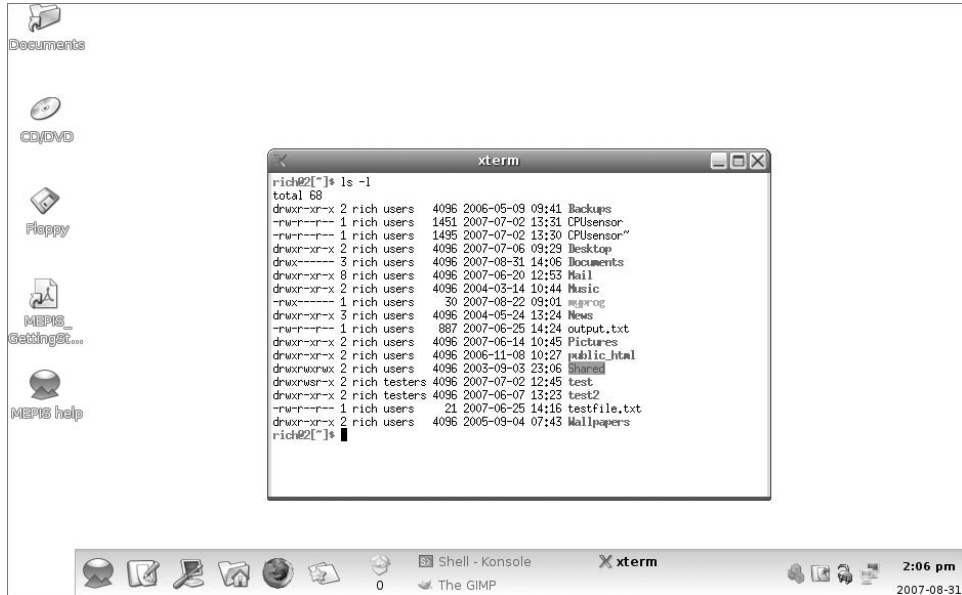 Documents
CD/DVD
Floppy
MEPIS_
GettingSt...
MEPIS help
xterm
rich@2[~]$ ls -l
total 68
drwxr-xr-x 2 rich users 4096 2006-05-09 09:41 Backups
-rw-r--r-- 1 rich users 1451 2007-07-02 13:31 CPUsensor
-rw-r--r-- 1 rich users 1495 2007-07-02 13:30 CPUsensor~
drwxr-xr-x 2 rich users 4096 2007-07-06 09:29 Desktop
drwx------ 3 rich users 4096 2007-08-31 14:06 Documents
drwxr-xr-x 8 rich users 4096 2007-06-20 12:53 Mail
drwxr-xr-x 2 rich users 4096 2004-03-14 10:44 Music
-rwx------ 1 rich users 30 2007-08-22 09:01 myprog
drwxr-xr-x 3 rich users 4096 2004-05-24 13:24 News
-rw-r--r-- 1 rich users 887 2007-06-25 14:24 output.txt
drwxr-xr-x 2 rich users 4096 2007-06-14 10:45 Pictures
drwxr-xr-x 2 rich users 4096 2006-11-08 10:27 public_html
drwxrwxrwx 2 rich users 4096 2003-09-03 23:06 Shared
drwxrwsr-x 2 rich testers 4096 2007-07-02 12:45 test
drwxr-xr-x 2 rich testers 4096 2007-06-07 13:23 test2
-rw-r--r-- 1 rich users 21 2007-06-25 14:16 testfile.txt
drwxr-xr-x 2 rich users 4096 2005-09-04 07:43 Wallpapers
rich@2[~]$
0
Shell - Konsole
The GIMP
xterm
2:06 pm
2007-08-31